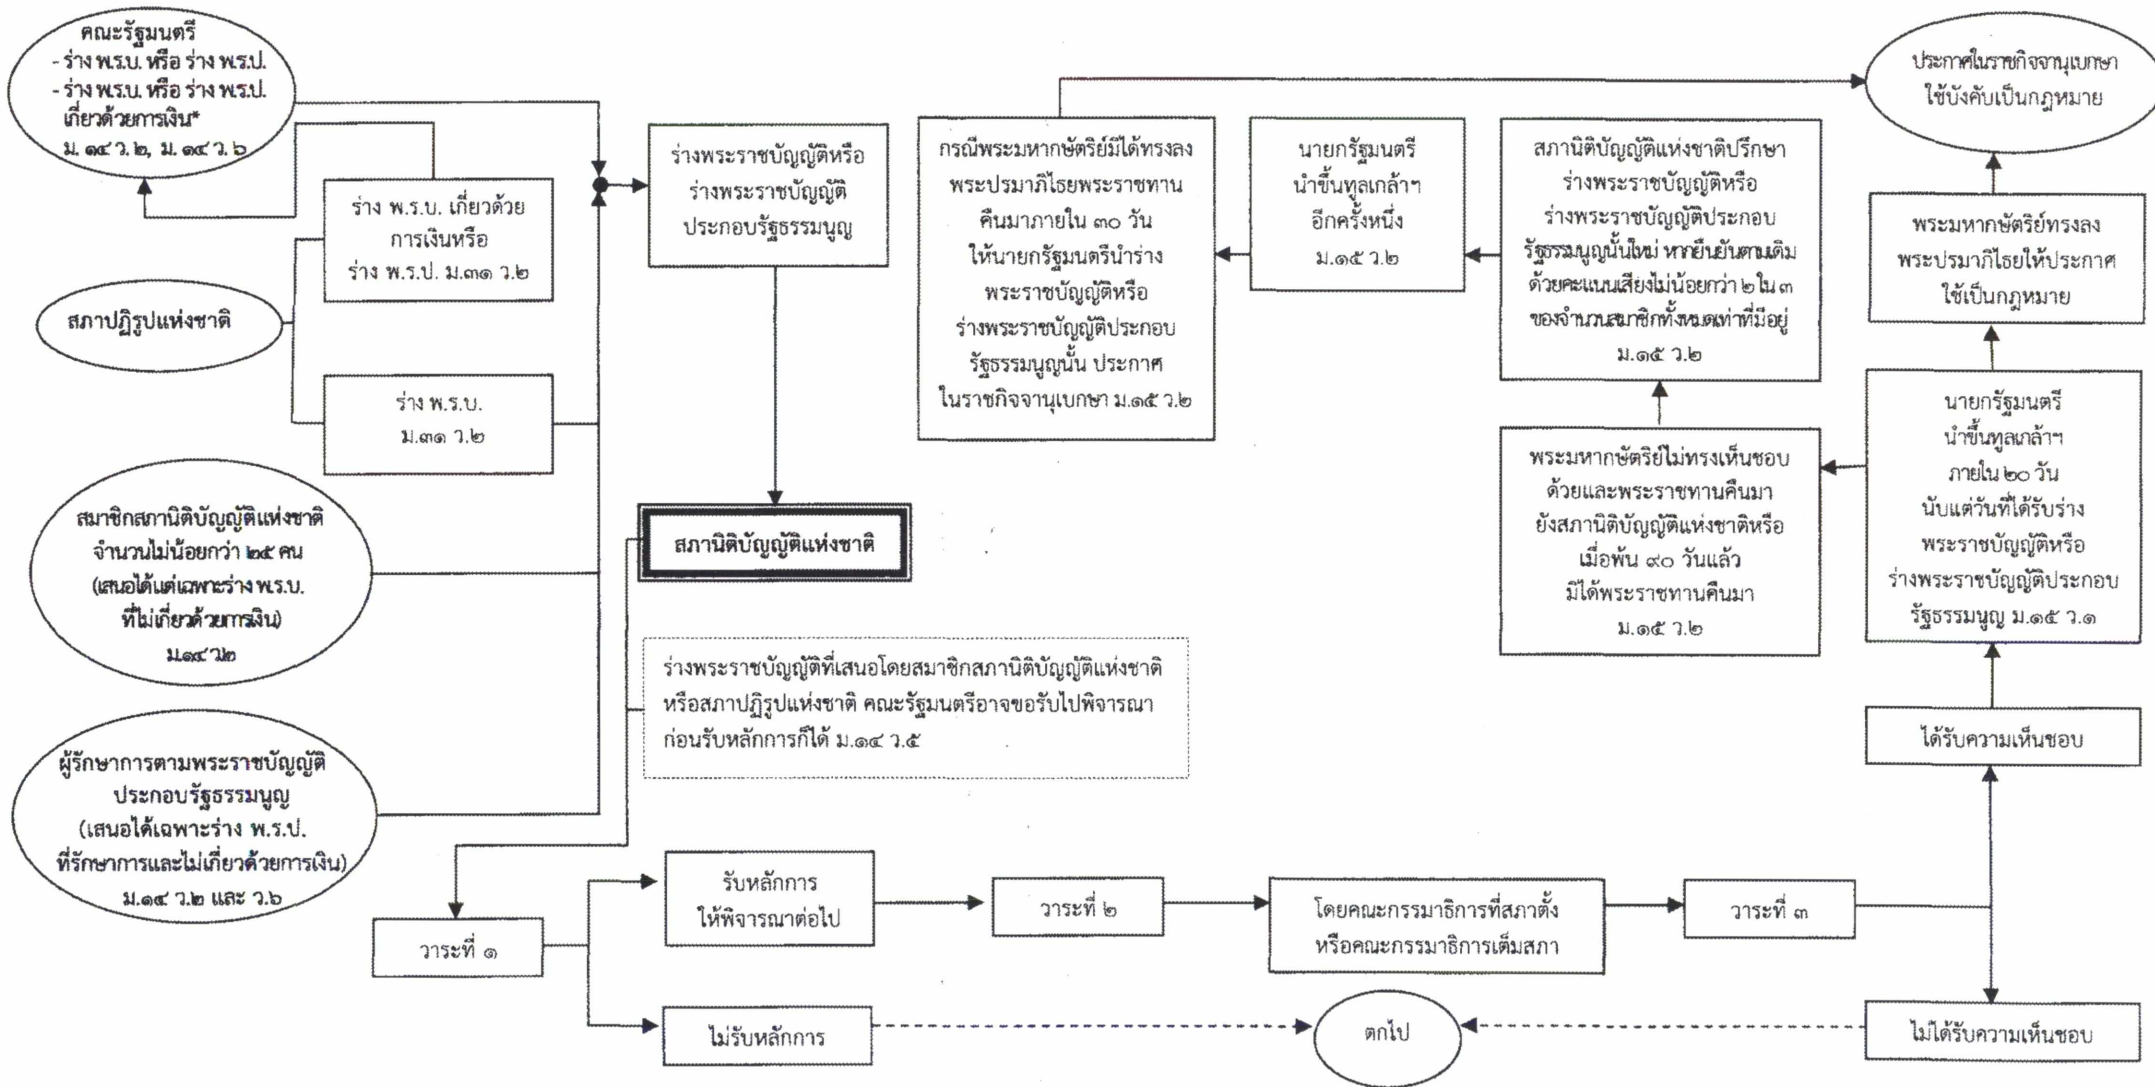 คณะรัฐมนตรี
- ร่าง พ.ร.บ. หรือ ร่าง พ.ร.ป.
- ร่าง พ.ร.บ. หรือ ร่าง พ.ร.ป.
เกี่ยวด้วยการเงิน*
ม. ๑๔ ว. ๒, ม. ๑๔ ว. ๖
ร่าง พ.ร.บ. เกี่ยวด้วย
การเงินหรือ
ร่าง พ.ร.ป. ม.๓๑ ว.๒
สภาปฏิรูปแห่งชาติ
ร่าง พ.ร.บ.
ม.๓๑ ว.๒
สมาชิกสภานิติบัญญัติแห่งชาติ
จำนวนไม่น้อยกว่า ๒๕ คน
(เสนอได้แต่เฉพาะร่าง พ.ร.บ.
ที่ไม่เกี่ยวด้วยการเงิน)
ม.๑๔ ว.๒
ผู้รักษาการตามพระราชบัญญัติ
ประกอบรัฐธรรมนูญ
(เสนอได้เฉพาะร่าง พ.ร.ป.
ที่รักษาการและไม่เกี่ยวด้วยการเงิน)
ม.๑๔ ว.๒ และ ว.๖
ร่างพระราชบัญญัติหรือ
ร่างพระราชบัญญัติ
ประกอบรัฐธรรมนูญ
สภานิติบัญญัติแห่งชาติ
ร่างพระราชบัญญัติที่เสนอโดยสมาชิกสภานิติบัญญัติแห่งชาติ
หรือสภาปฏิรูปแห่งชาติ คณะรัฐมนตรีอาจขอรับไปพิจารณา
ก่อนรับหลักการก็ได้ ม.๑๔ ว.๕
วาระที่ ๑
รับหลักการ
ให้พิจารณาต่อไป
ไม่รับหลักการ
วาระที่ ๒
โดยคณะกรรมาธิการที่สภาตั้ง
หรือคณะกรรมาธิการเต็มสภา
วาระที่ ๓
ตกไป
ไม่ได้รับความเห็นชอบ
ได้รับความเห็นชอบ
นายกรัฐมนตรี
นำขึ้นทูลเกล้าฯ
ภายใน ๒๐ วัน
นับแต่วันที่ได้รับร่าง
พระราชบัญญัติหรือ
ร่างพระราชบัญญัติประกอบ
รัฐธรรมนูญ ม.๑๕ ว.๑
พระมหากษัตริย์ทรงลง
พระปรมาภิไธยให้ประกาศ
ใช้เป็นกฎหมาย
ประกาศในราชกิจจานุเบกษา
ใช้บังคับเป็นกฎหมาย
พระมหากษัตริย์ไม่ทรงเห็นชอบ
ด้วยและพระราชทานคืนมา
ยังสภานิติบัญญัติแห่งชาติหรือ
เมื่อพ้น ๙๐ วันแล้ว
มิได้พระราชทานคืนมา
ม.๑๕ ว.๒
สภานิติบัญญัติแห่งชาติปรึกษา
ร่างพระราชบัญญัติหรือ
ร่างพระราชบัญญัติประกอบ
รัฐธรรมนูญนั้นใหม่ หากยืนยันตามเดิม
ด้วยคะแนนเสียงไม่น้อยกว่า ๒ ใน ๓
ของจำนวนสมาชิกทั้งหมดเท่าที่มีอยู่
ม.๑๕ ว.๒
นายกรัฐมนตรี
นำขึ้นทูลเกล้าฯ
อีกครั้งหนึ่ง
ม.๑๕ ว.๒
กรณีพระมหากษัตริย์มิได้ทรงลง
พระปรมาภิไธยพระราชทาน
คืนมาภายใน ๓๐ วัน
ให้นายกรัฐมนตรีนำร่าง
พระราชบัญญัติหรือ
ร่างพระราชบัญญัติประกอบ
รัฐธรรมนูญนั้น ประกาศ
ในราชกิจจานุเบกษา ม.๑๕ ว.๒